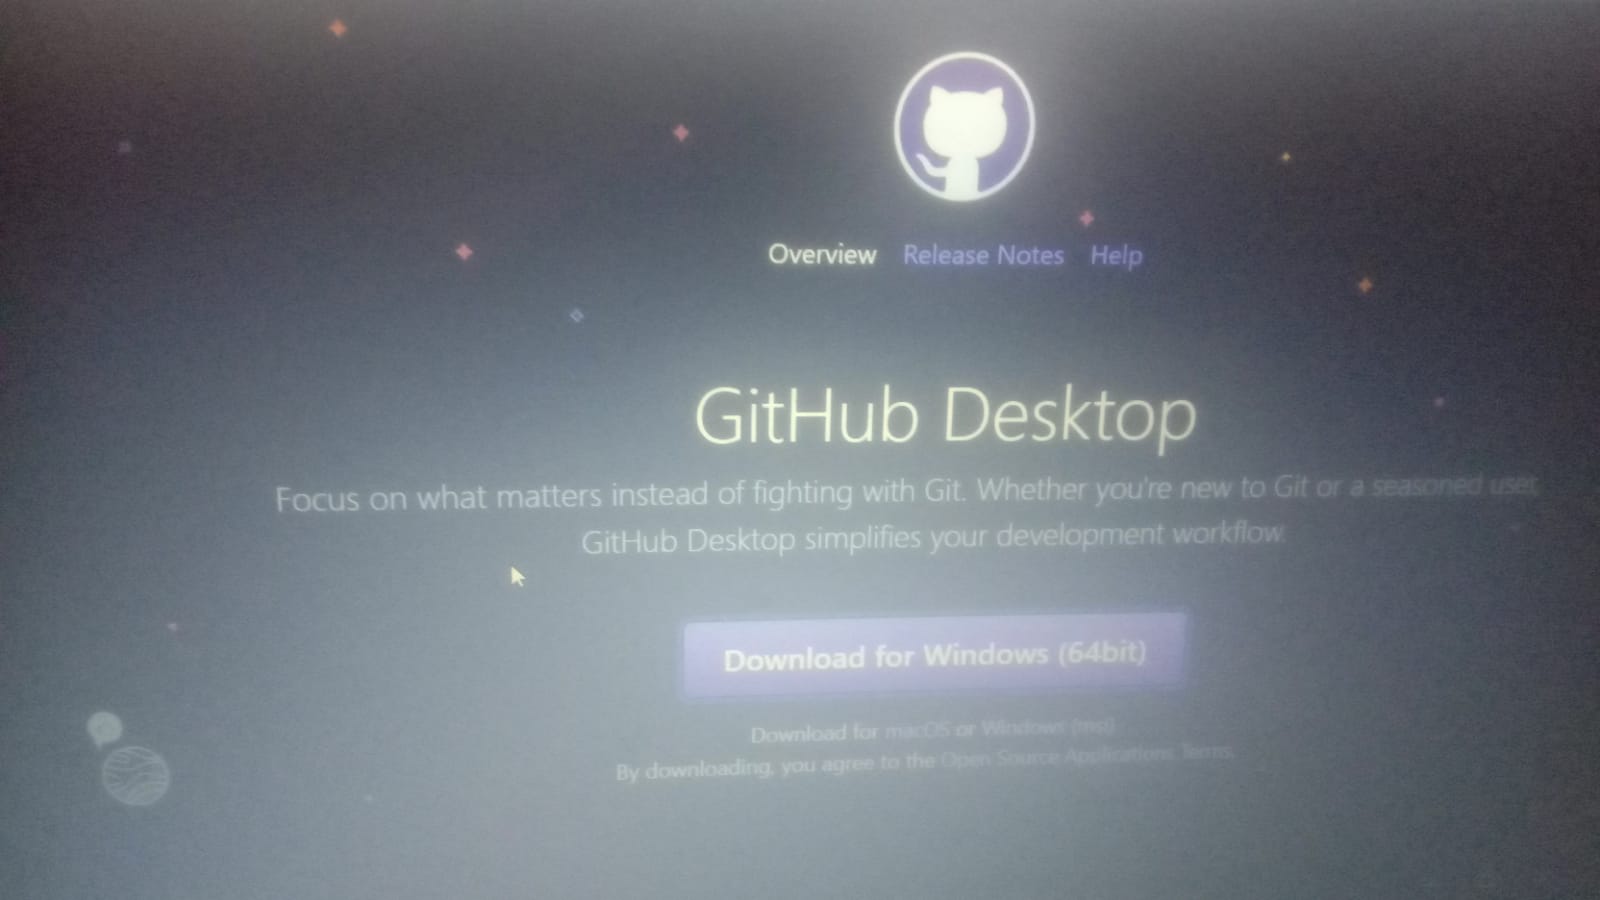 Overview Release Notes Help
GitHub Desktop
Focus on what matters instead of fighting with Git. Whether you're new to Git or a seasoned user,
GitHub Desktop simplifies your development workflow.
Download for Windows (64bit)
Download for macOS or Windows (msi)
By downloading, you agree to the Open Source Applications Terms.